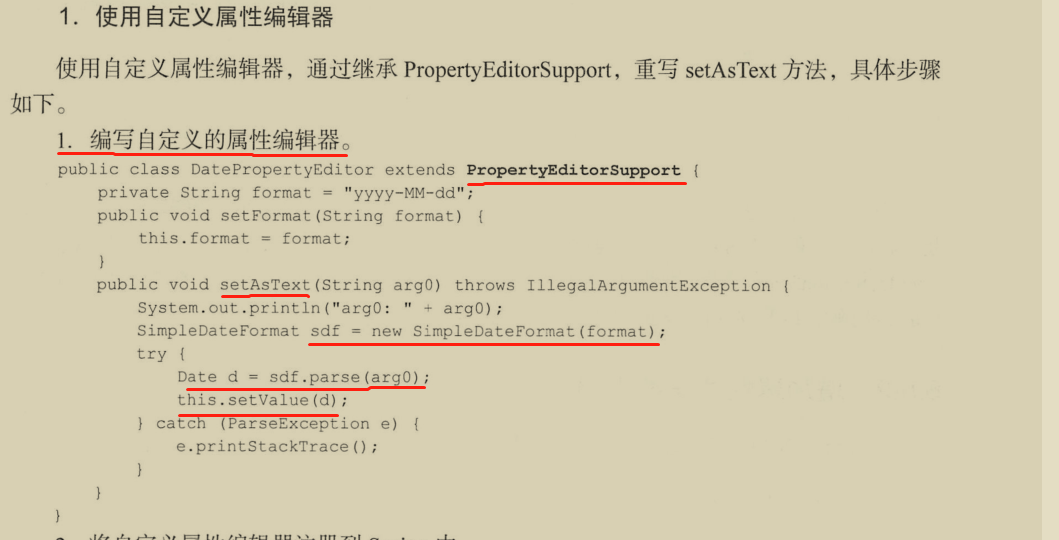 1. 使用自定义属性编辑器
使用自定义属性编辑器，通过继承 PropertyEditorSupport，重写 setAsText 方法，具体步骤
如下。
1. 编写自定义的属性编辑器。
public class DatePropertyEditor extends PropertyEditorSupport {
private String format = "yyyy-MM-dd";
public void setFormat(String format) {
this.format = format;
}
public void setAsText(String arg0) throws IllegalArgumentException {
System.out.println("arg0: " + arg0);
SimpleDateFormat sdf = new SimpleDateFormat(format);
try {
Date d = sdf.parse(arg0);
this.setValue(d);
} catch (ParseException e) {
e.printStackTrace();
}
}
}